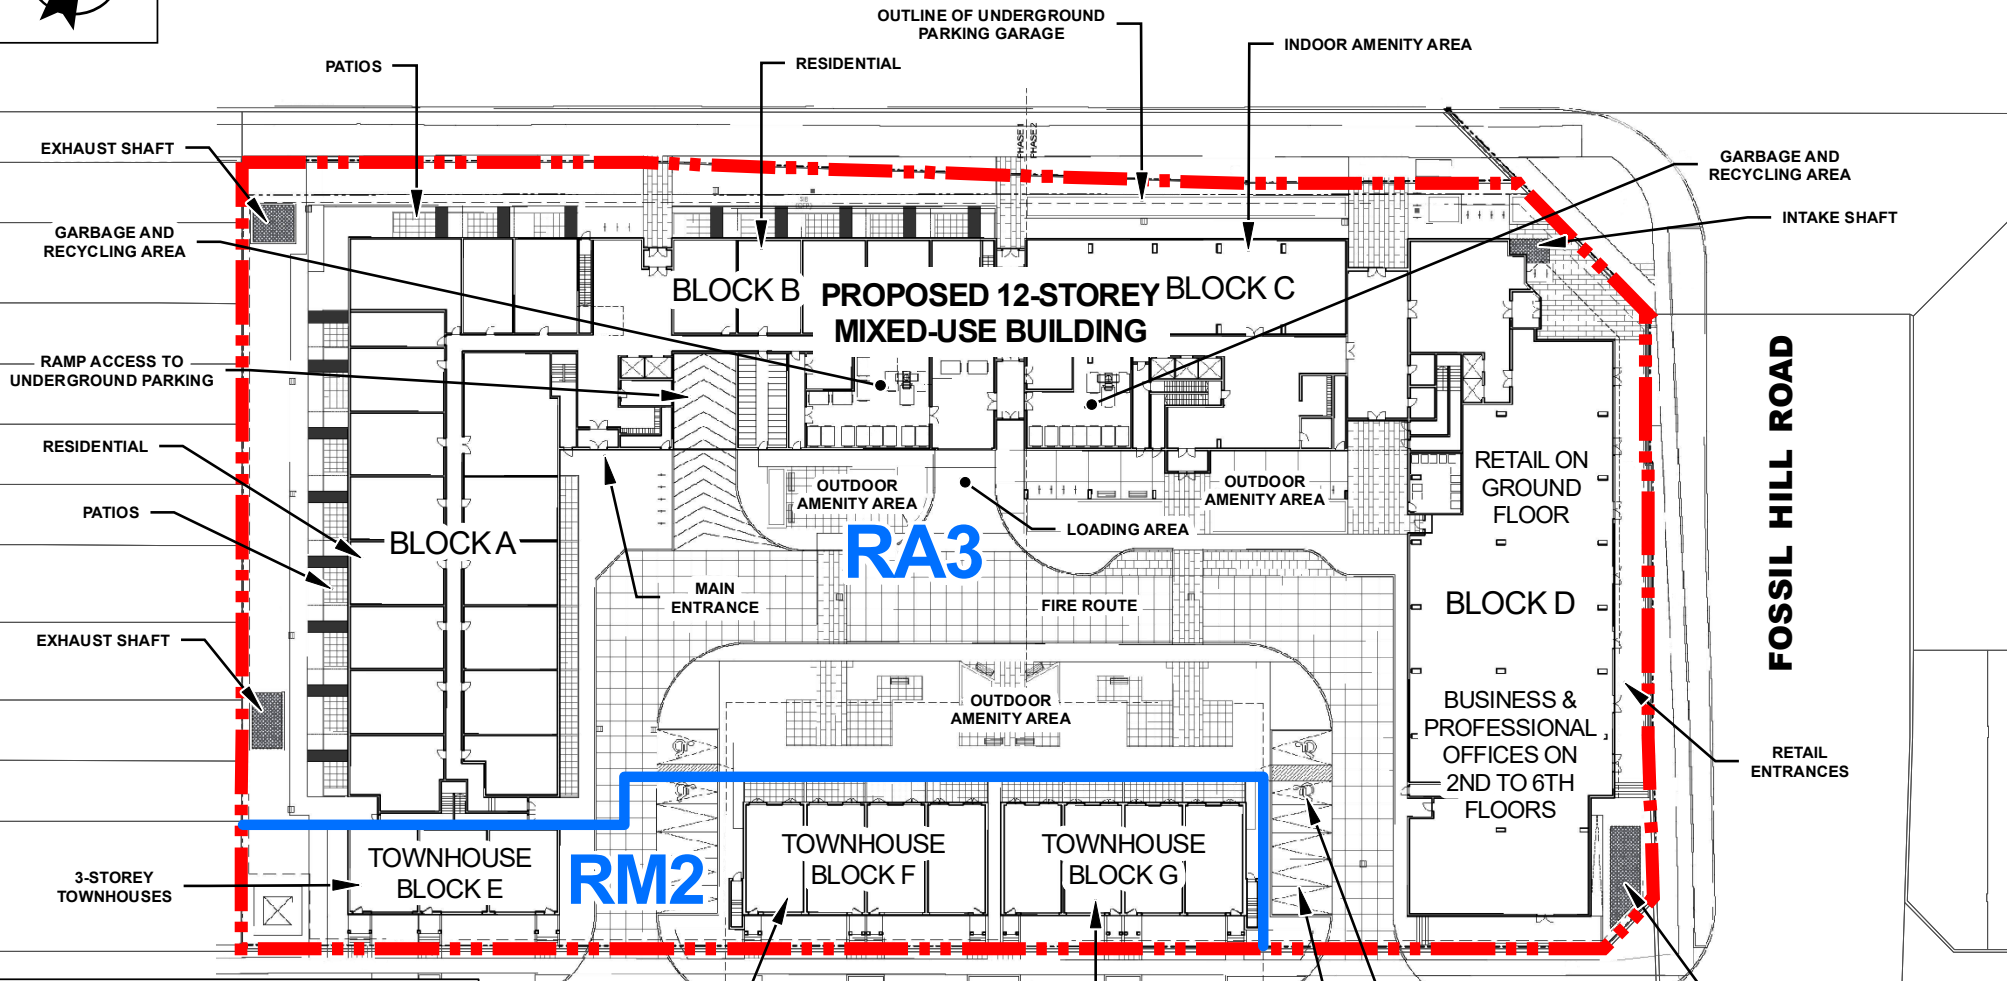 OUTLINE OF UNDERGROUND
PARKING GARAGE
INDOOR AMENITY AREA
PATIOS
RESIDENTIAL
EXHAUST SHAFT
PHASE 1
PHASE 2
GARBAGE AND
RECYCLING AREA
INTAKE SHAFT
GARBAGE AND
RECYCLING AREA
BLOCK B
PROPOSED 12-STOREY
MIXED-USE BUILDING
BLOCK C
RAMP ACCESS TO
UNDERGROUND PARKING
FOSSIL HILL ROAD
RESIDENTIAL
PATIOS
BLOCK A
OUTDOOR
AMENITY AREA
OUTDOOR
AMENITY AREA
LOADING AREA
RETAIL ON
GROUND
FLOOR
RA3
MAIN
ENTRANCE
FIRE ROUTE
BLOCK D
EXHAUST SHAFT
OUTDOOR
AMENITY AREA
BUSINESS &
PROFESSIONAL
OFFICES ON
2ND TO 6TH
FLOORS
RETAIL
ENTRANCES
3-STOREY
TOWNHOUSES
TOWNHOUSE
BLOCK E
RM2
TOWNHOUSE
BLOCK F
TOWNHOUSE
BLOCK G